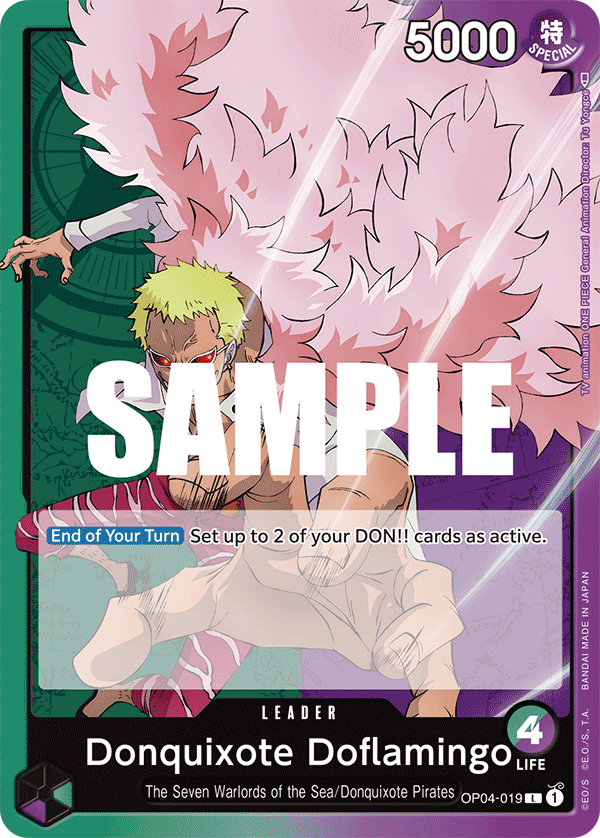 5000
特
SPECIAL
TV animation ONE PIECE General Animation Director: Tu Yongce
SAMPLE
End of Your Turn Set up to 2 of your DON!! cards as active.
BANDAI MADE IN JAPAN
©E.O./S., T.A.
©EO/S
LEADER
Donquixote Doflamingo
4
LIFE
The Seven Warlords of the Sea/Donquixote Pirates
OP04-019 L 1